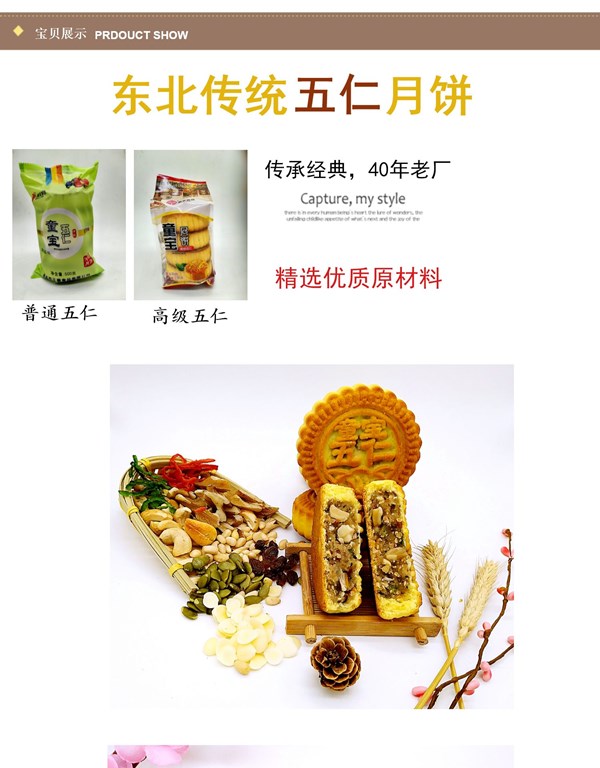 宝贝展示 PRDOUCT SHOW
东北传统五仁月饼
传承经典，40年老厂
Capture, my style
there is in every human being's heart the lure of wonders, the
unfailing childlike appetite of what's next and the joy of the
精选优质原材料
童宝
五仁
童宝
普通五仁
高级五仁
童宝
五仁